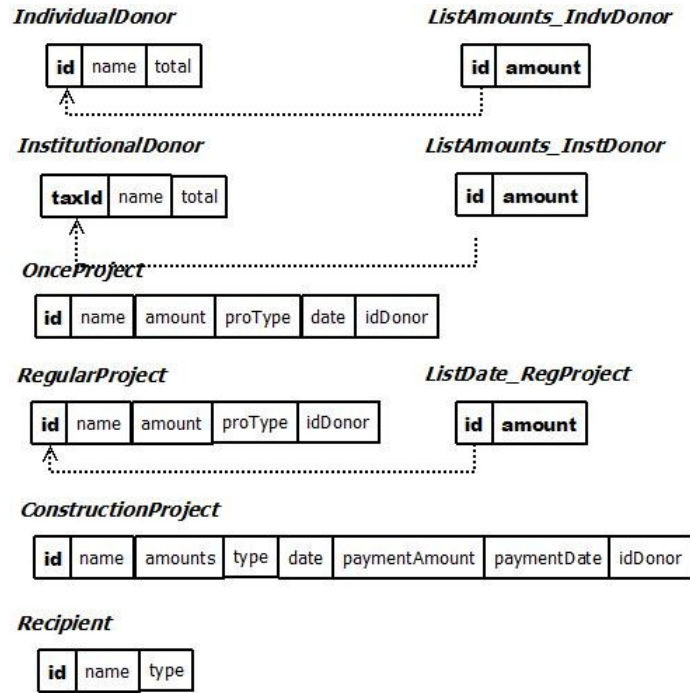 IndividualDonor ListAmounts_IndvDonor
id name total id amount
InstitutionalDonor ListAmounts_InstDonor
taxId name total id amount
OnceProject
id name amount proType date idDonor
RegularProject ListDate_RegProject
id name amount proType idDonor id amount
ConstructionProject
id name amounts type date paymentAmount paymentDate idDonor
Recipient
id name type